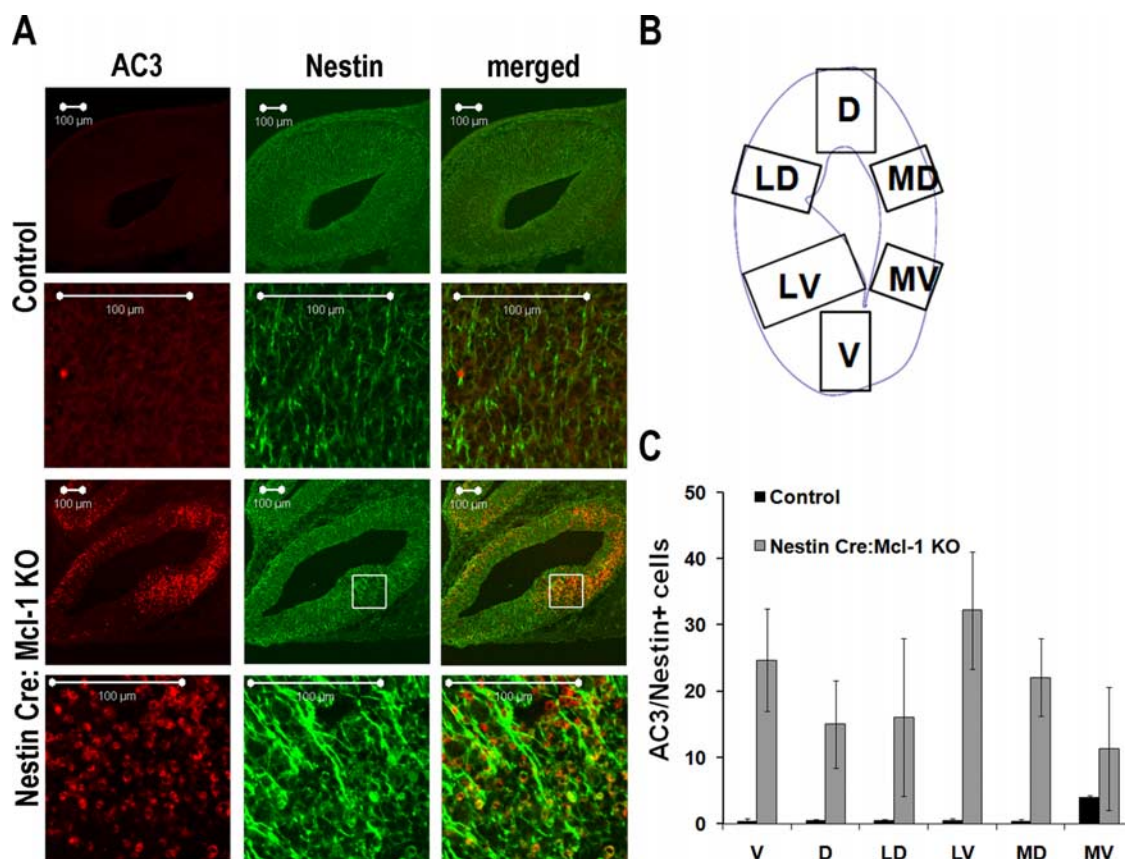 A
AC3 Nestin merged
Control
100 µm 100 µm 100 µm
100 µm 100 µm 100 µm
Nestin Cre: Mcl-1 KO
100 µm 100 µm 100 µm
100 µm 100 µm 100 µm
B
D
LD MD
LV MV
V
C
AC3/Nestin+ cells
50
40
30
20
10
0
Control
Nestin Cre:Mcl-1 KO
V D LD LV MD MV